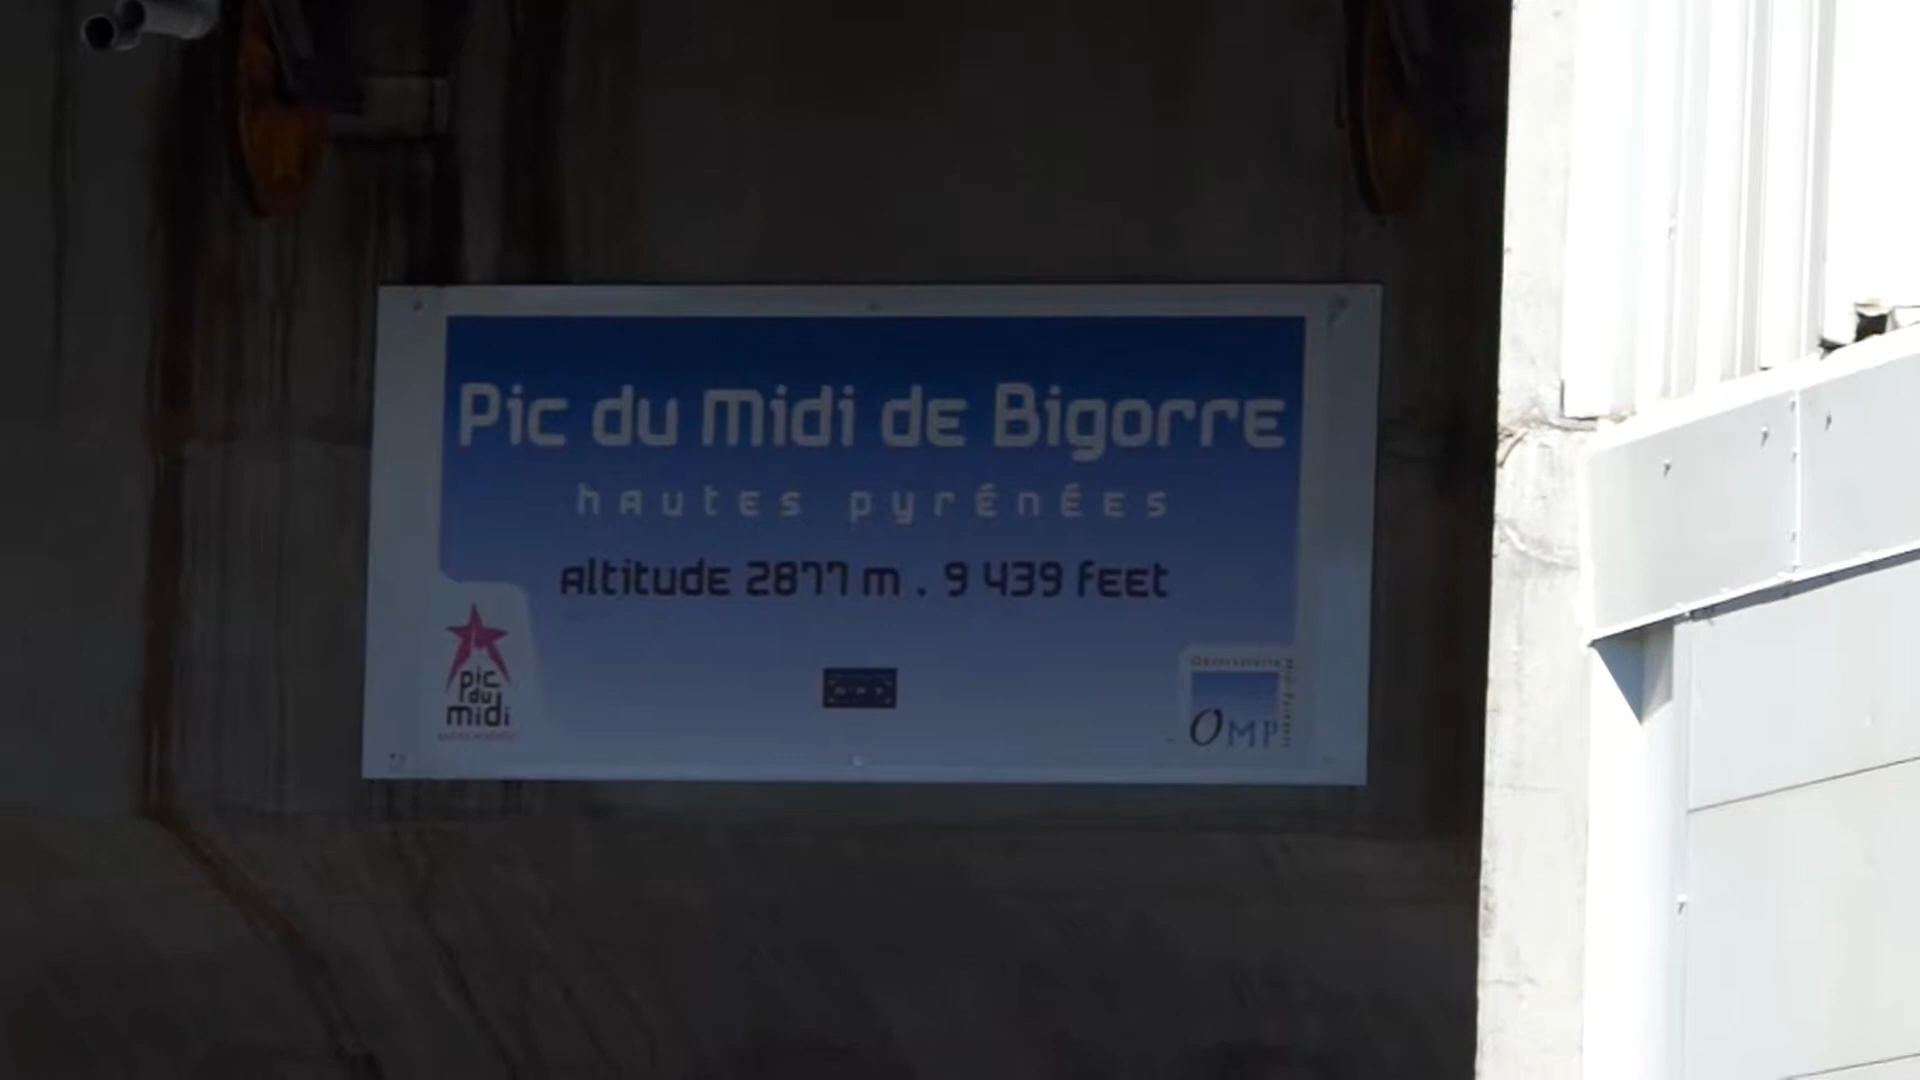 Pic du Midi de Bigorre
hautes pyrénées
Altitude 2877 m . 9 439 feet
pic
du
midi
OMP